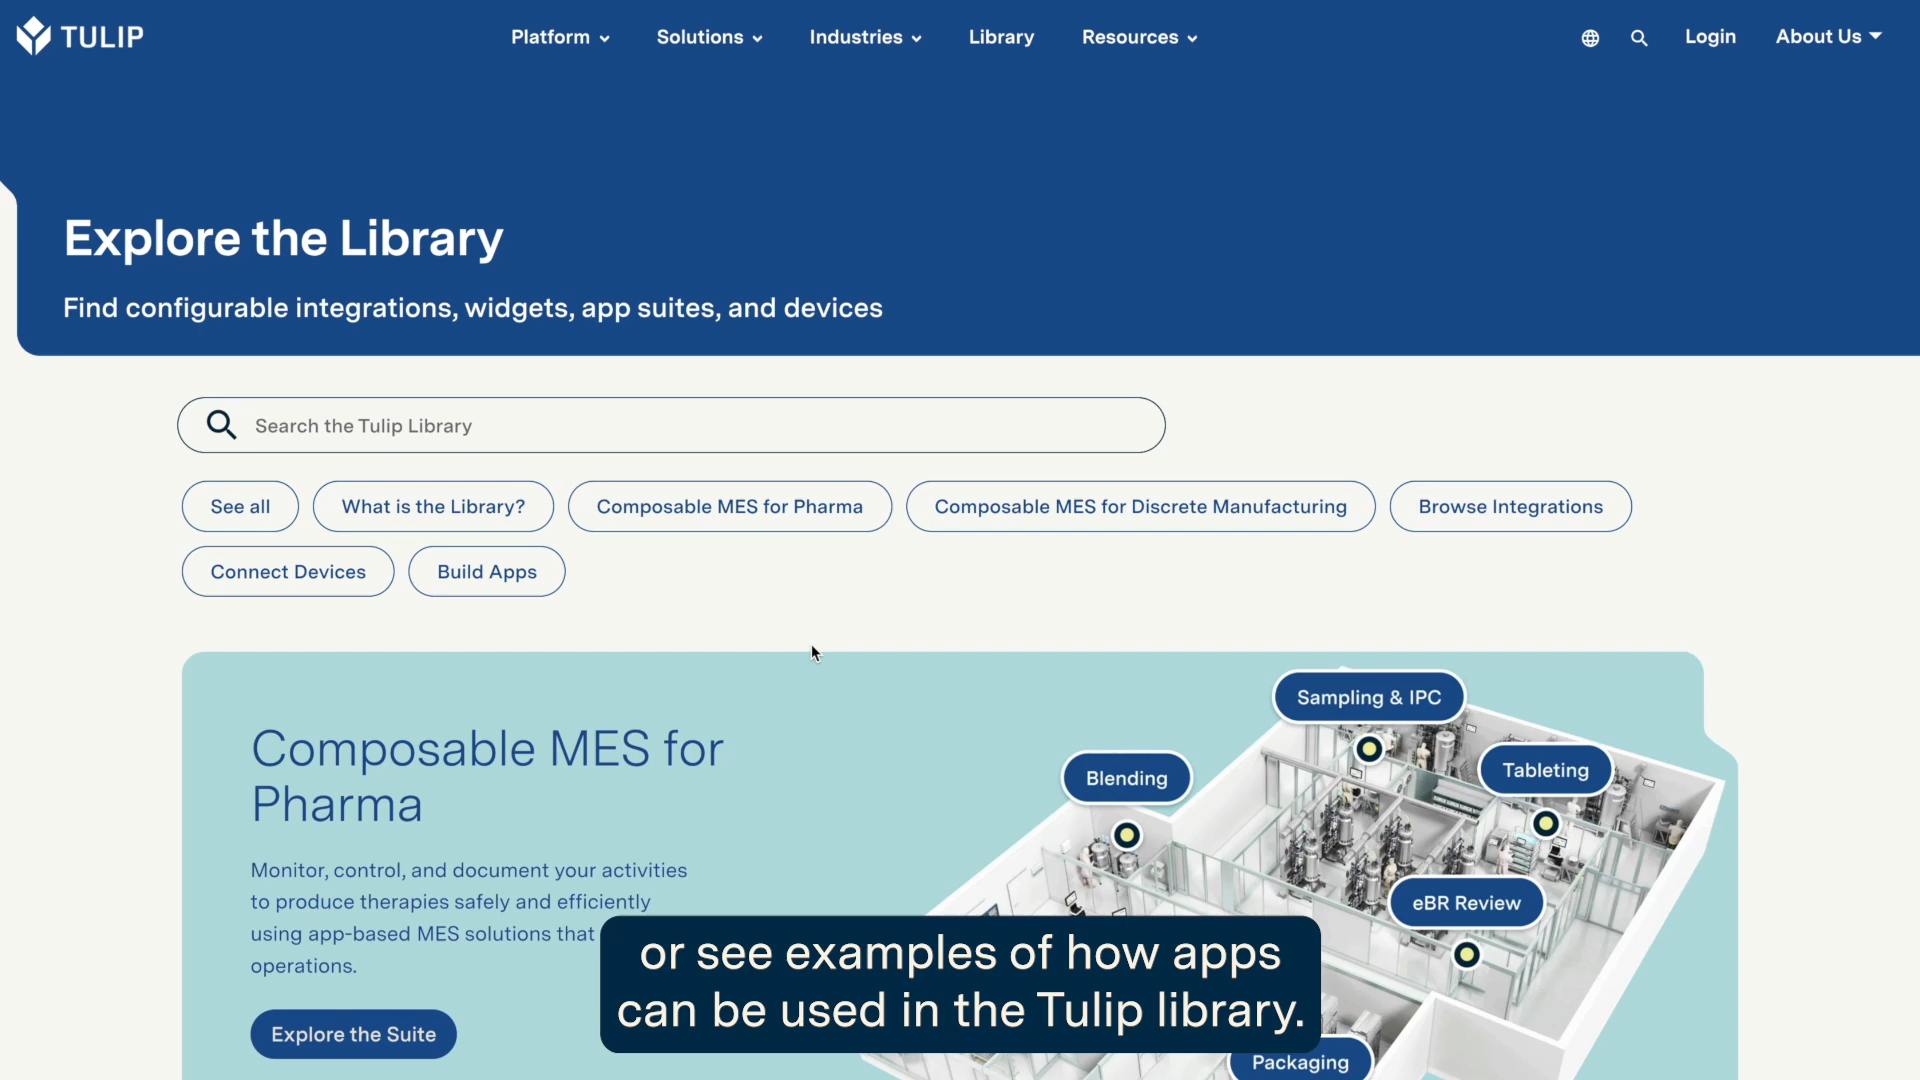 TULIP
Platform
Solutions
Industries
Library
Resources
Login
About Us
Explore the Library
Find configurable integrations, widgets, app suites, and devices
Search the Tulip Library
See all
What is the Library?
Composable MES for Pharma
Composable MES for Discrete Manufacturing
Browse Integrations
Connect Devices
Build Apps
Composable MES for
Pharma
Monitor, control, and document your activities
to produce therapies safely and efficiently
using app-based MES solutions that
operations.
Explore the Suite
Sampling & IPC
Blending
Tableting
eBR Review
Packaging
or see examples of how apps
can be used in the Tulip library.